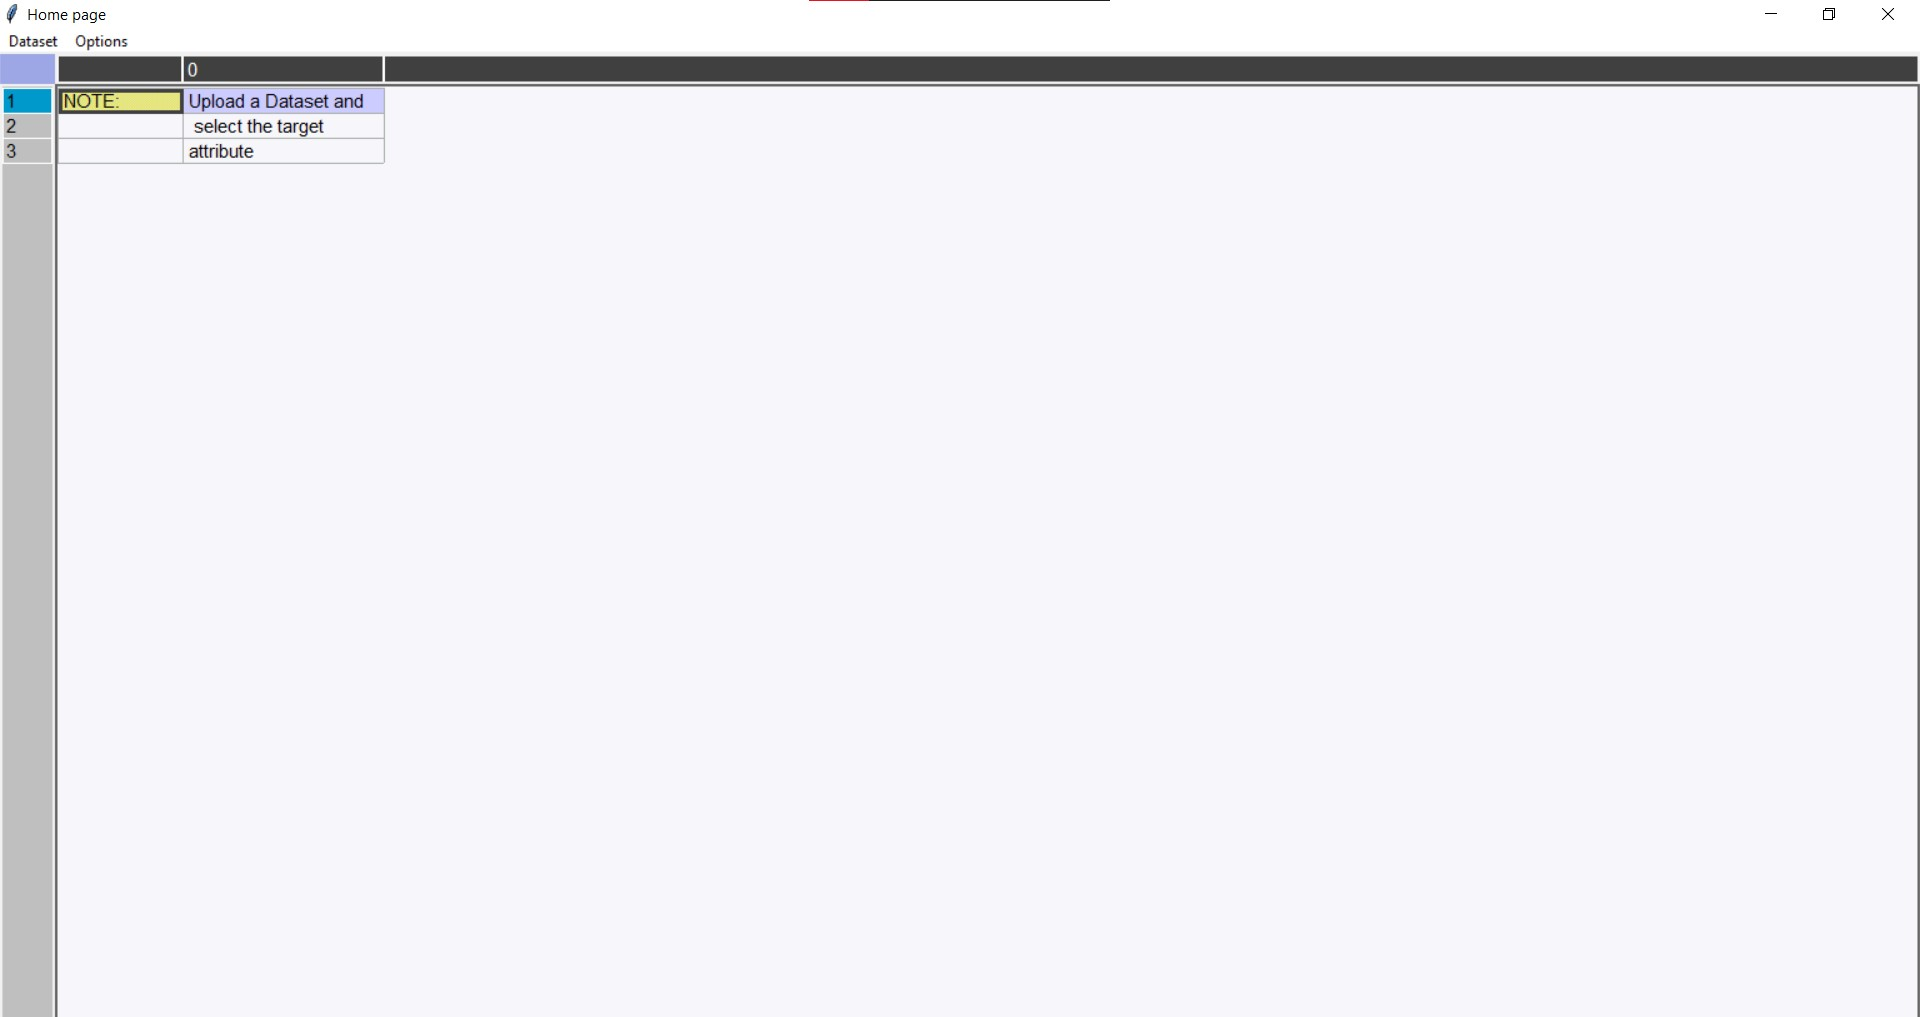 Home page
Dataset Options
0
1 NOTE: Upload a Dataset and
2 select the target
3 attribute